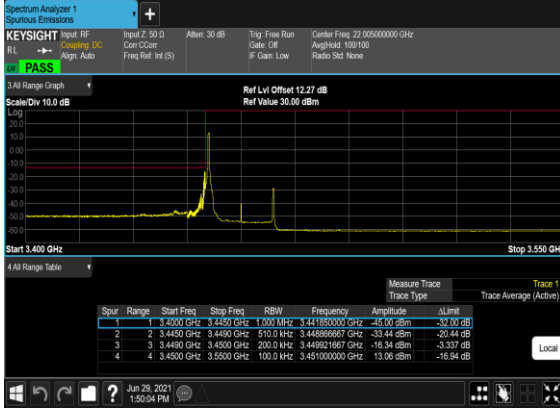 Spectrum Analyzer 1
Spurious Emissions
KEYSIGHT Input: RF Input Z: 50 Ω Atten: 30 dB Trig: Free Run Center Freq: 22.005000000 GHz
RL Coupling: DC Corr CCorr Gate: Off Avg|Hold: 100/100
Align: Auto Freq Ref: Int (S) IF Gain: Low Radio Std: None
LXI PASS
3.All Range Graph
Ref Lvl Offset 12.27 dB
Scale/Div 10.0 dB Ref Value 30.00 dBm
Log
20.0
10.0
0.00
-10.0
-20.0
-30.0
-40.0
-50.0
-60.0
Start 3.400 GHz Stop 3.550 GH
4.All Range Table
Measure Trace Trace 1
Trace Type Trace Average (Active)
Spur Range Start Freq Stop Freq RBW Frequency Amplitude ΔLimit
1 1 3.4000 GHz 3.4450 GHz 1.000 MHz 3.441850000 GHz -45.00 dBm -32.00 dB
2 2 3.4450 GHz 3.4490 GHz 510.0 kHz 3.448866667 GHz -33.44 dBm -20.44 dB
3 3 3.4490 GHz 3.4500 GHz 200.0 kHz 3.449921667 GHz -16.34 dBm -3.337 dB
4 4 3.4500 GHz 3.5500 GHz 100.0 kHz 3.451000000 GHz 13.06 dBm -16.94 dB
Local
Jun 29, 2021
1:50:04 PM